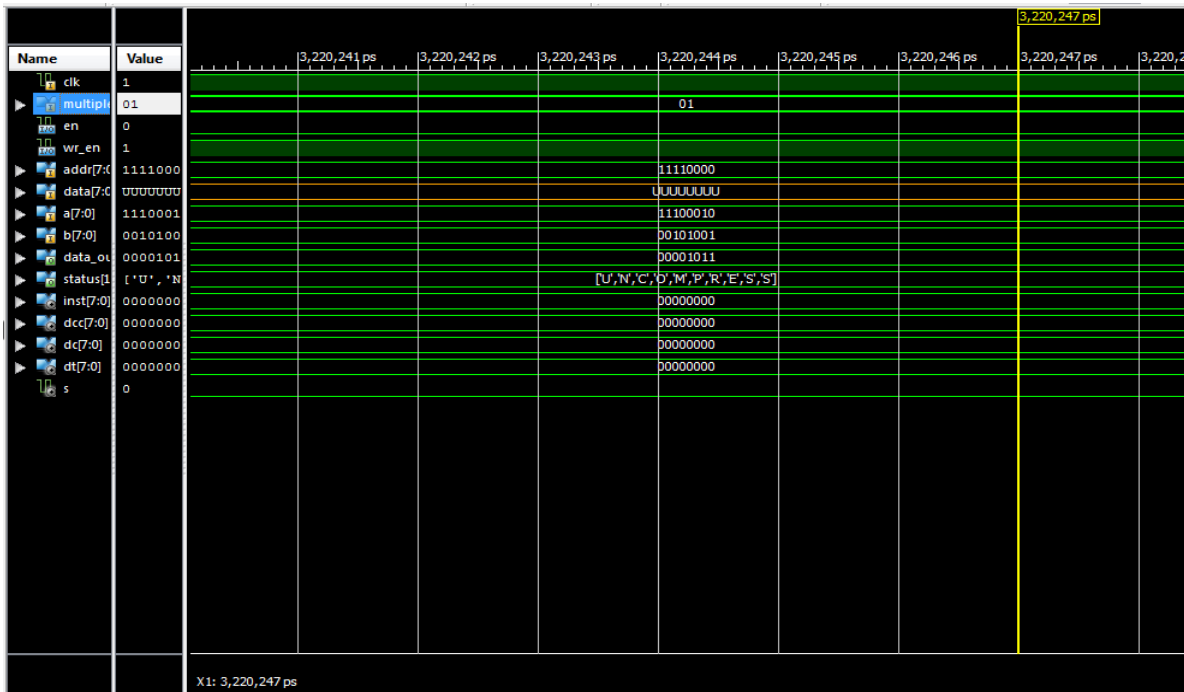 3,220,247 ps
Name Value
3,220,241 ps 3,220,242 ps 3,220,243 ps 3,220,244 ps 3,220,245 ps 3,220,246 ps 3,220,247 ps 3,220,2
clk 1
multiple 01 01
en 0
wr_en 1
addr[7:0 1111000 11110000
data[7:0 UUUUUUU UUUUUUUU
a[7:0] 1110001 11100010
b[7:0] 0010100 00101001
data_ou 0000101 00001011
status[1 ['U','N ['U','N','C','O','M','P','R','E','S','S']
inst[7:0] 0000000 00000000
dcc[7:0] 0000000 00000000
dc[7:0] 0000000 00000000
dt[7:0] 0000000 00000000
s 0
X1: 3,220,247 ps